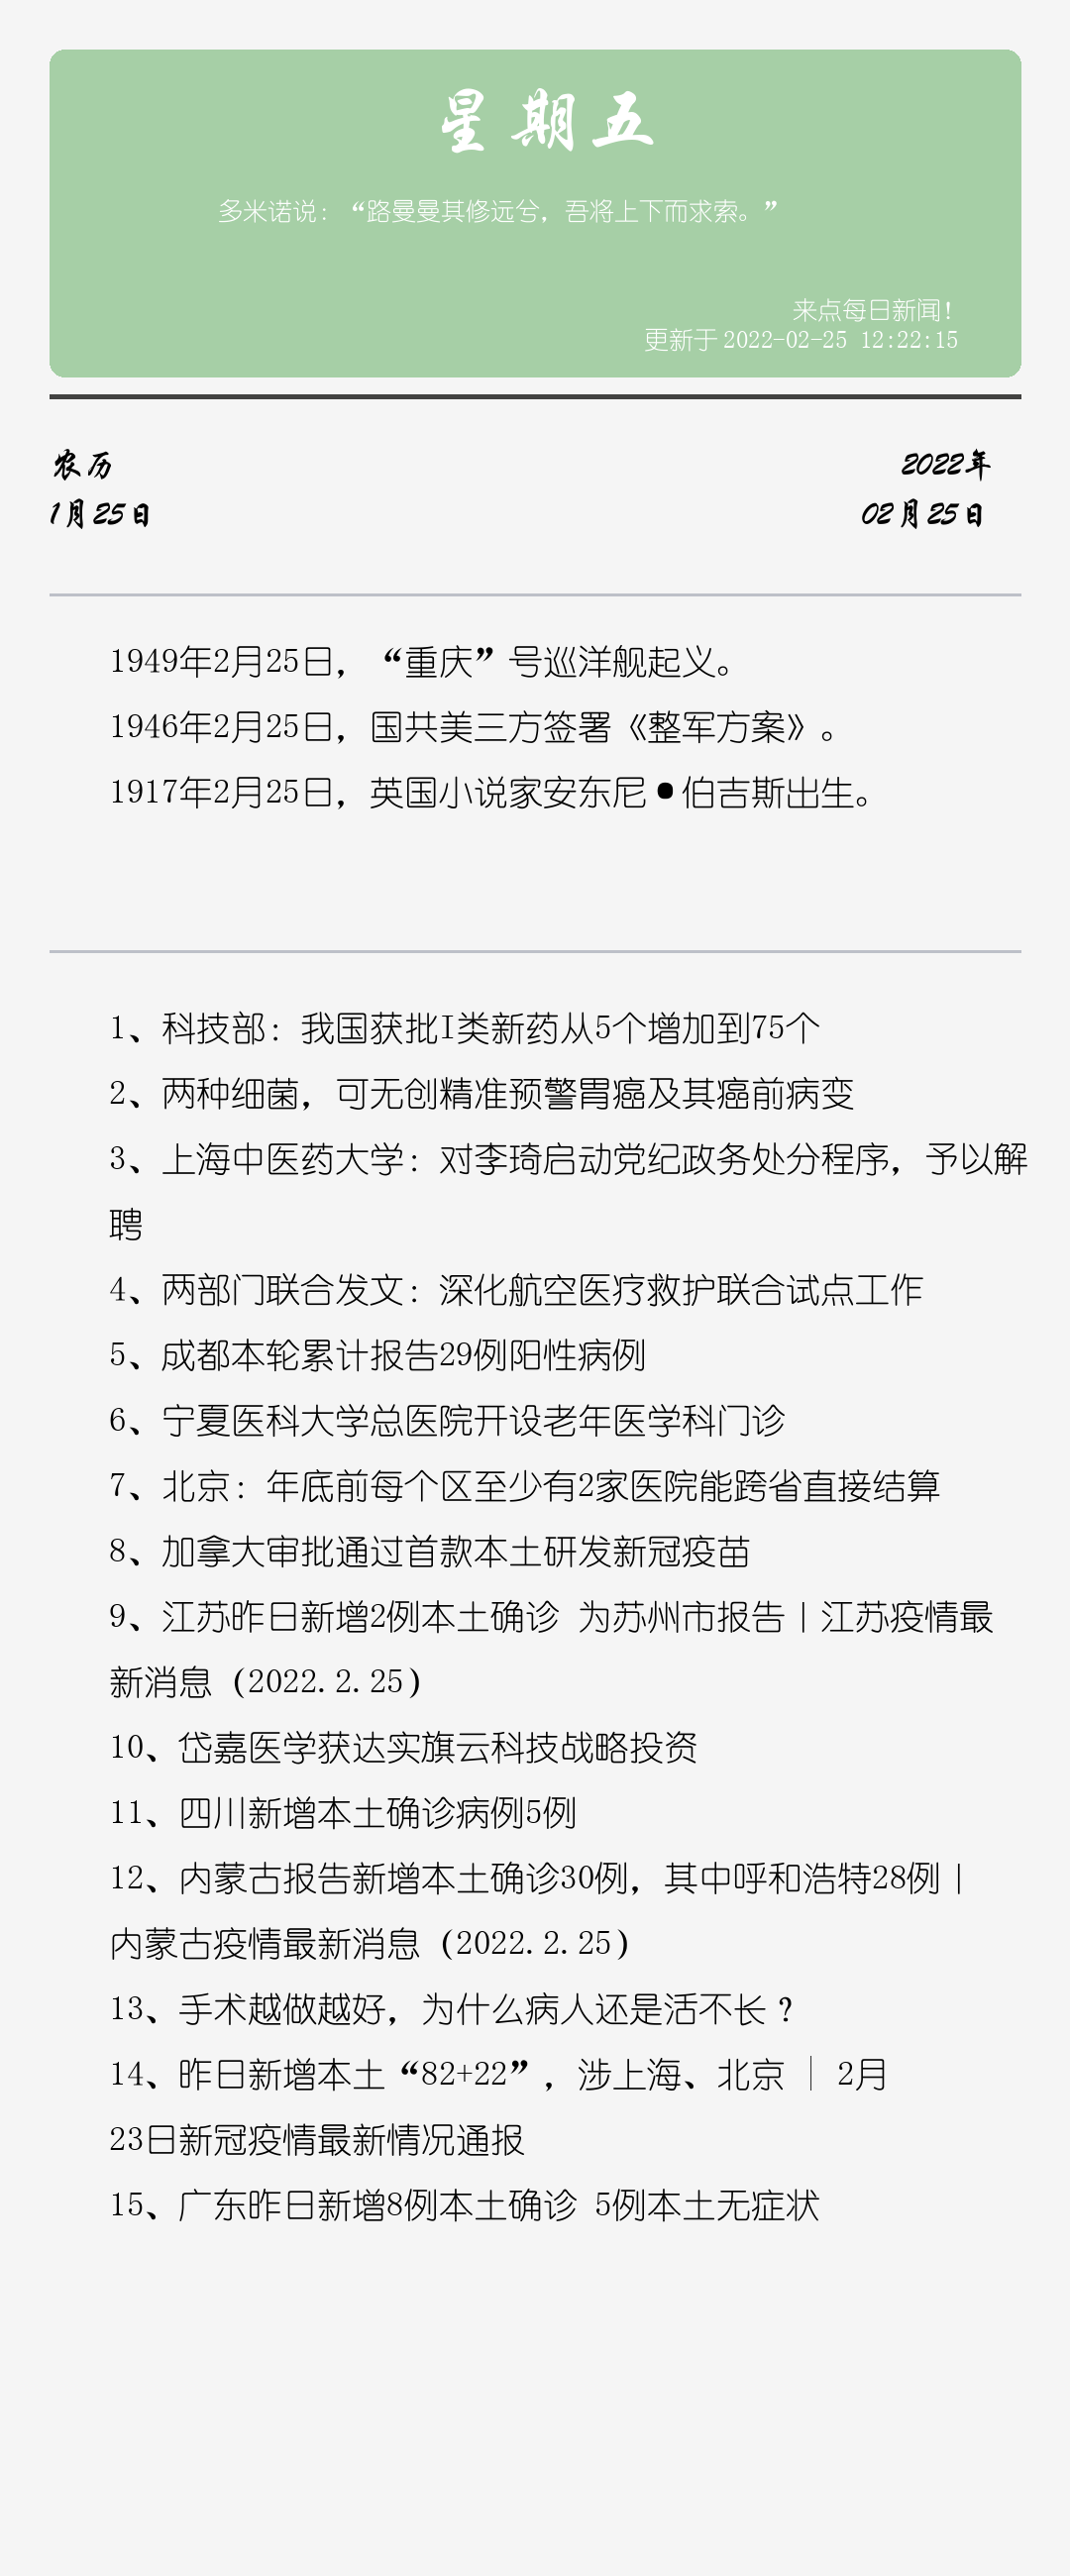 星期五
多米诺说：“路曼曼其修远兮，吾将上下而求索。”
来点每日新闻！
更新于2022-02-25 12:22:15
农历
2022年
1月25日
02月25日
1949年2月25日，“重庆”号巡洋舰起义。
1946年2月25日，国共美三方签署《整军方案》。
1917年2月25日，英国小说家安东尼•伯吉斯出生。
1、科技部：我国获批I类新药从5个增加到75个
2、两种细菌，可无创精准预警胃癌及其癌前病变
3、上海中医药大学：对李琦启动党纪政务处分程序，予以解
聘
4、两部门联合发文：深化航空医疗救护联合试点工作
5、成都本轮累计报告29例阳性病例
6、宁夏医科大学总医院开设老年医学科门诊
7、北京：年底前每个区至少有2家医院能跨省直接结算
8、加拿大审批通过首款本土研发新冠疫苗
9、江苏昨日新增2例本土确诊 为苏州市报告丨江苏疫情最
新消息（2022.2.25）
10、岱嘉医学获达实旗云科技战略投资
11、四川新增本土确诊病例5例
12、内蒙古报告新增本土确诊30例，其中呼和浩特28例丨
内蒙古疫情最新消息（2022.2.25）
13、手术越做越好，为什么病人还是活不长？
14、昨日新增本土“82+22”，涉上海、北京 │ 2月
23日新冠疫情最新情况通报
15、广东昨日新增8例本土确诊 5例本土无症状